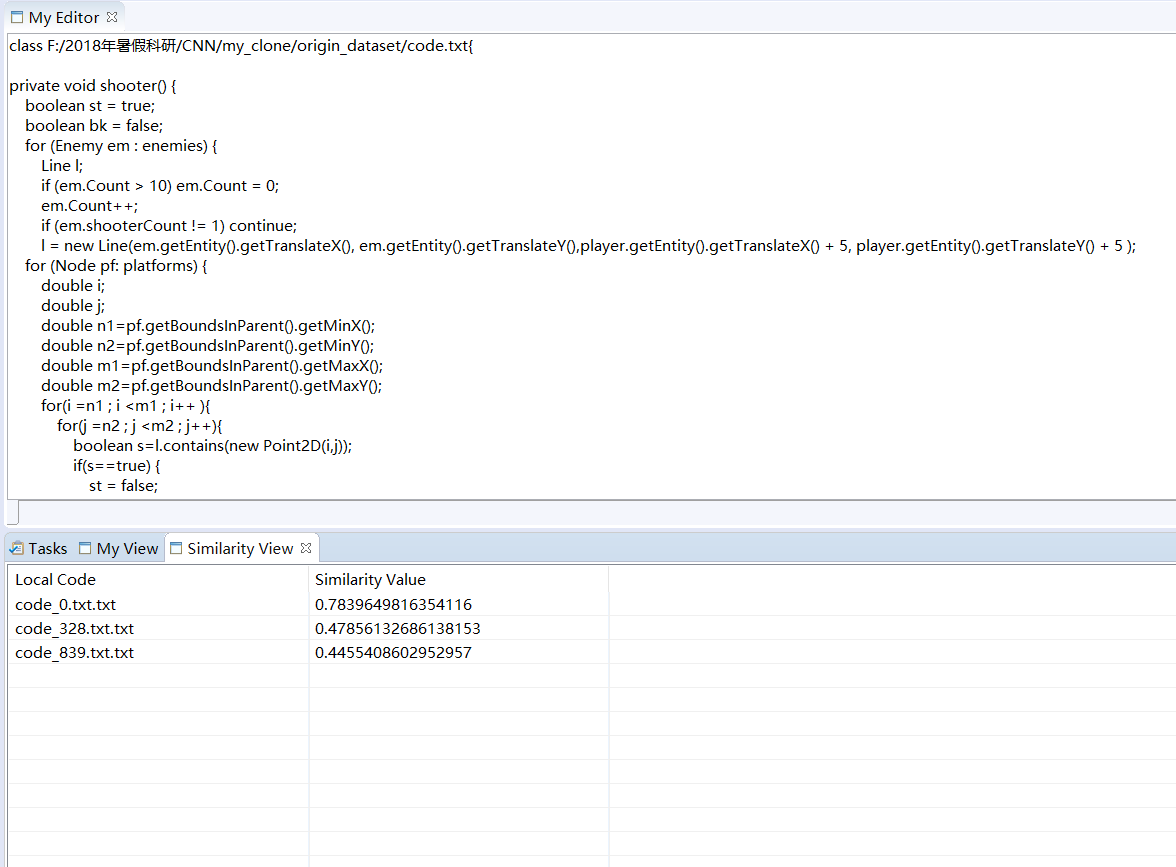 My Editor
class F:/2018年暑假科研/CNN/my_clone/origin_dataset/code.txt{
private void shooter() {
boolean st = true;
boolean bk = false;
for (Enemy em : enemies) {
Line l;
if (em.Count > 10) em.Count = 0;
em.Count++;
if (em.shooterCount != 1) continue;
l = new Line(em.getEntity().getTranslateX(), em.getEntity().getTranslateY(),player.getEntity().getTranslateX() + 5, player.getEntity().getTranslateY() + 5 );
for (Node pf: platforms) {
double i;
double j;
double n1=pf.getBoundsInParent().getMinX();
double n2=pf.getBoundsInParent().getMinY();
double m1=pf.getBoundsInParent().getMaxX();
double m2=pf.getBoundsInParent().getMaxY();
for(i =n1 ; i <m1 ; i++ ){
for(j =n2 ; j <m2 ; j++){
boolean s=l.contains(new Point2D(i,j));
if(s==true) {
st = false;
Tasks My View Similarity View
Local Code Similarity Value
code_0.txt.txt 0.7839649816354116
code_328.txt.txt 0.47856132686138153
code_839.txt.txt 0.4455408602952957